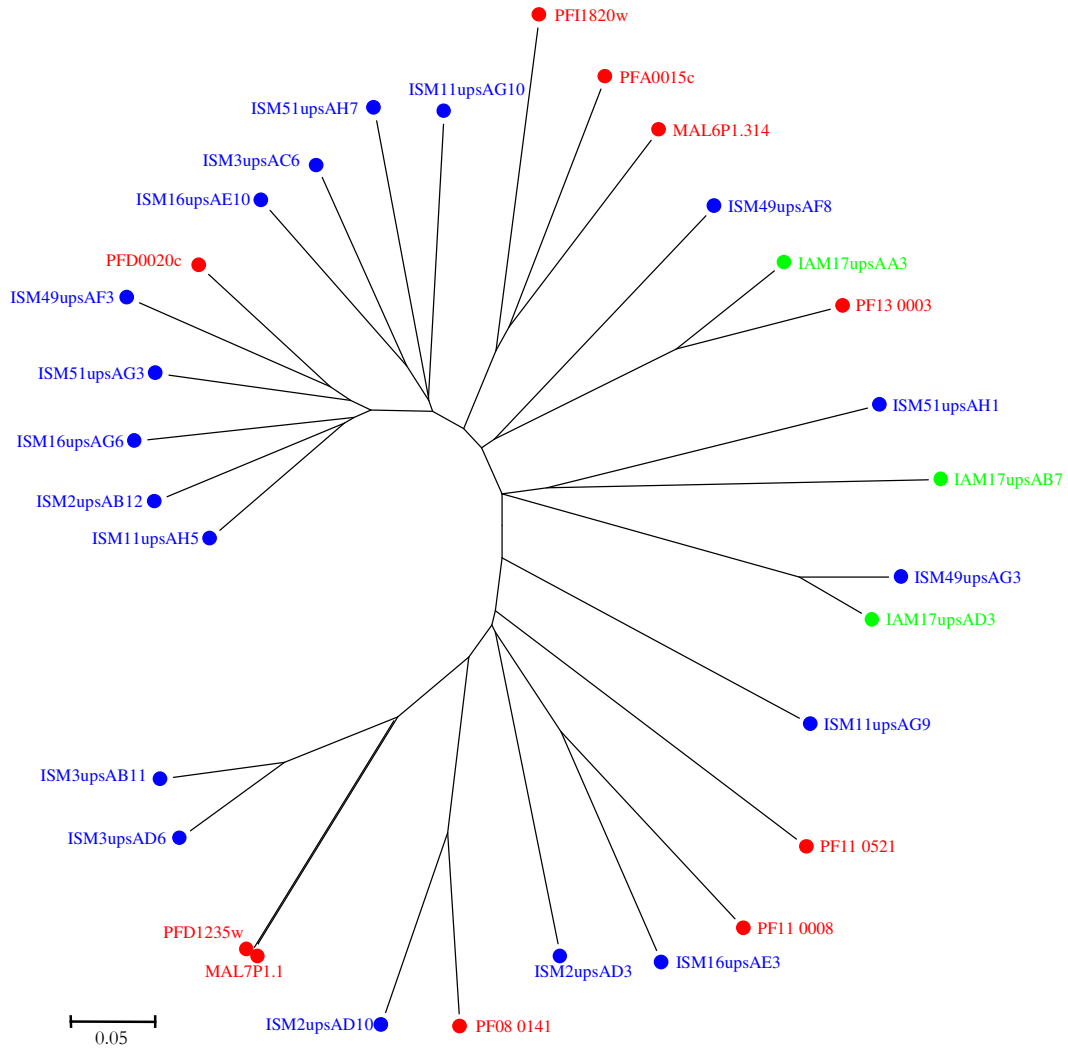 PFI1820w
PFA0015c
ISM11upsAG10
ISM51upsAH7
MAL6P1.314
ISM3upsAC6
ISM16upsAE10
ISM49upsAF8
PFD0020c
IAM17upsAA3
ISM49upsAF3
PF13 0003
ISM51upsAG3
ISM51upsAH1
ISM16upsAG6
IAM17upsAB7
ISM2upsAB12
ISM11upsAH5
ISM49upsAG3
IAM17upsAD3
ISM11upsAG9
ISM3upsAB11
ISM3upsAD6
PF11 0521
PFD1235w
PF11 0008
MAL7P1.1
ISM2upsAD3
ISM16upsAE3
ISM2upsAD10
PF08 0141
0.05